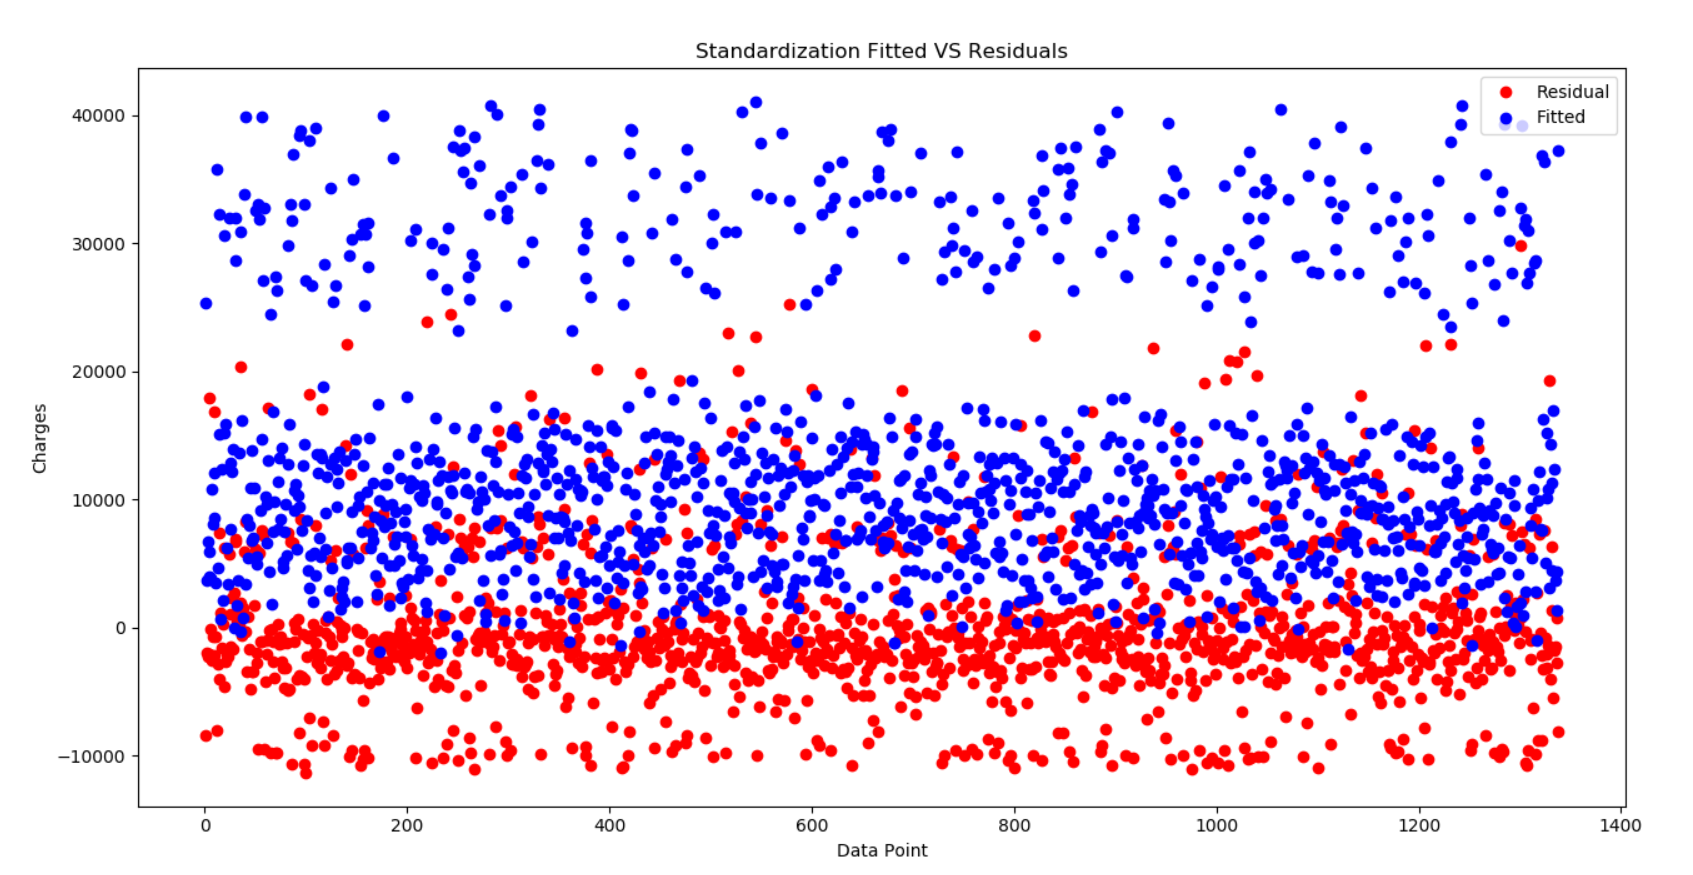 Standardization Fitted VS Residuals
Residual
Fitted
40000
30000
20000
10000
0
−10000
Charges
0 200 400 600 800 1000 1200 1400
Data Point